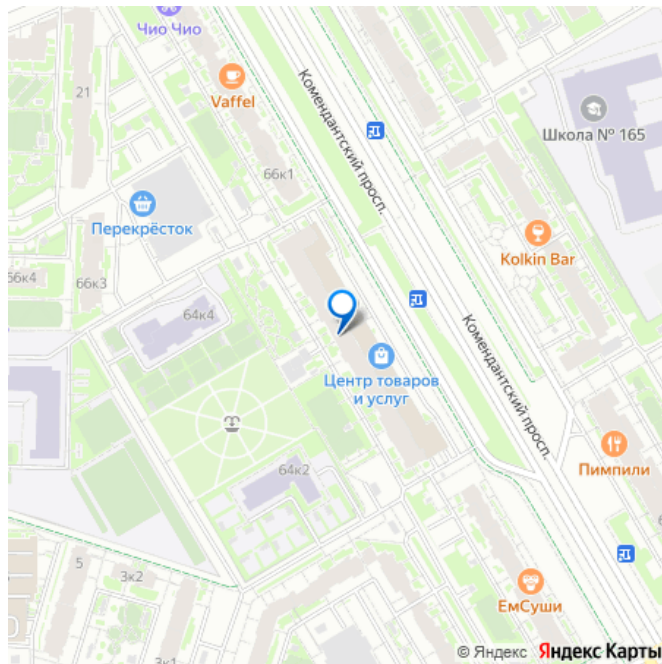 Чио Чио
21
Vaffel
Комендантский просп.
Школа № 165
66к1
Перекрёсток
Kolkin Bar
66к4
66к3
64к4
Центр товаров
и услуг
Комендантский просп.
Пимпили
64к2
5
3к2
ЕмСуши
3к1
© Яндекс Яндекс Карты